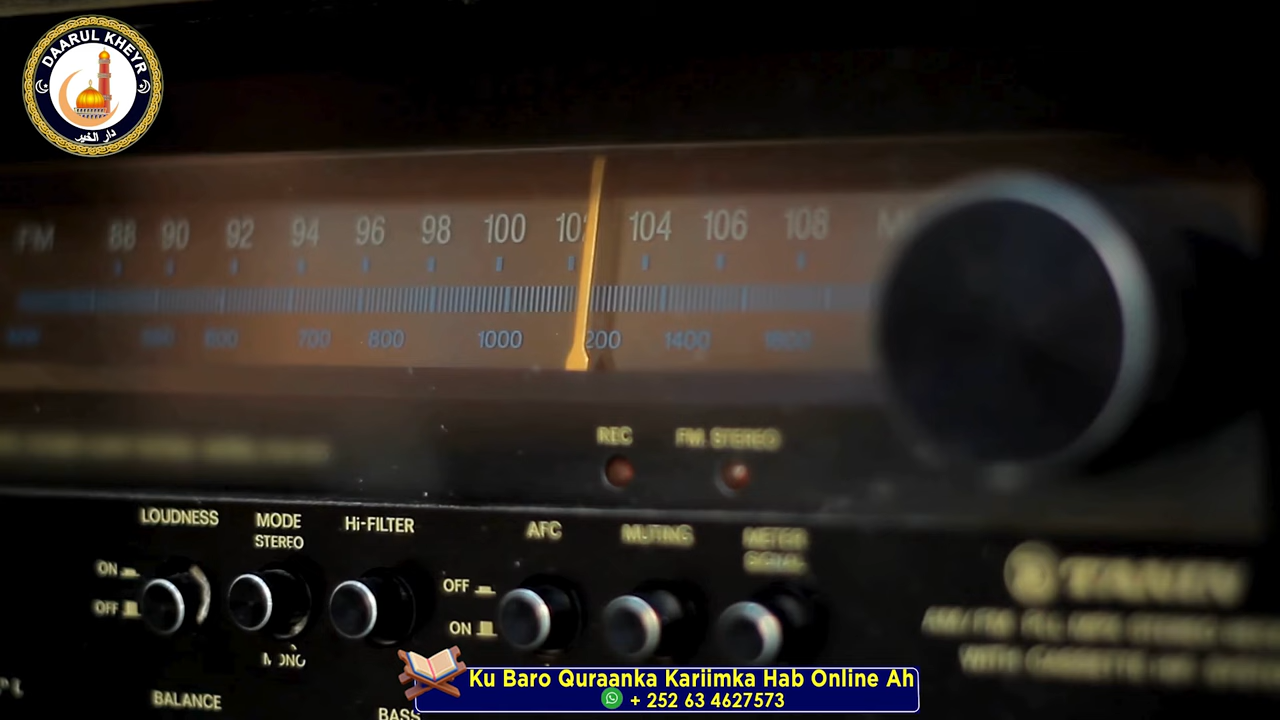 DAARUL KHEYR
دار الخير
FM 88 90 92 94 96 98 100 104 106 108
600 700 800 1000 1400 1600
REC FM STEREO
LOUDNESS MODE Hi-FILTER AFC MUTING METER
STEREO SIGNAL
ON OFF
OFF ON
MONO
BALANCE BASS
Ku Baro Quraanka Kariimka Hab Online Ah
+ 252 63 4627573